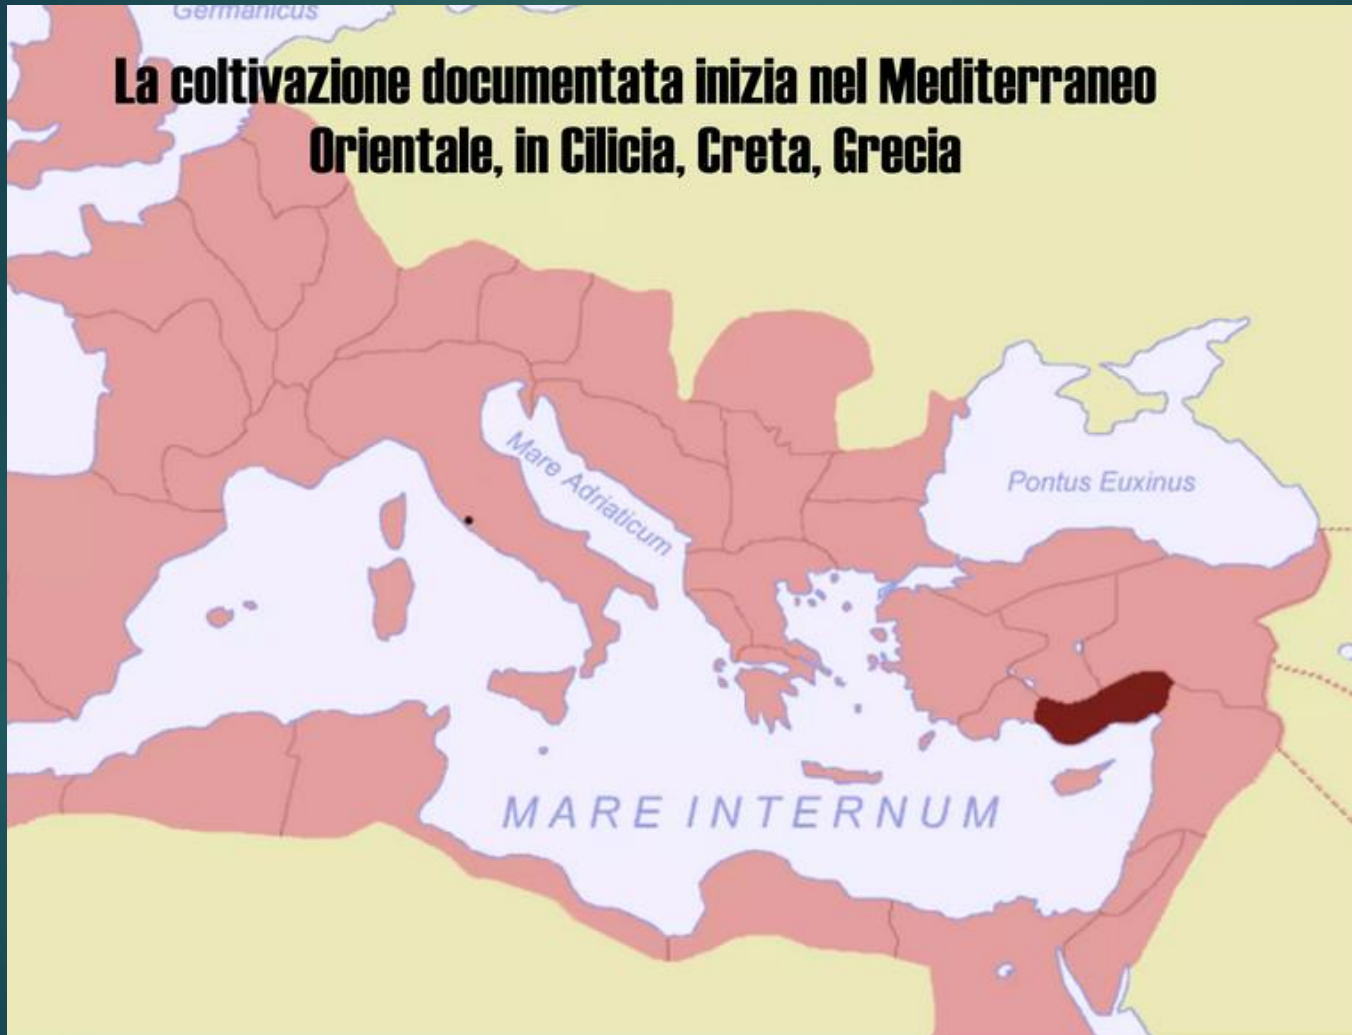 Germanicus
La coltivazione documentata inizia nel Mediterraneo
Orientale, in Cilicia, Creta, Grecia
Mare Adriaticum
Pontus Euxinus
MARE INTERNUM